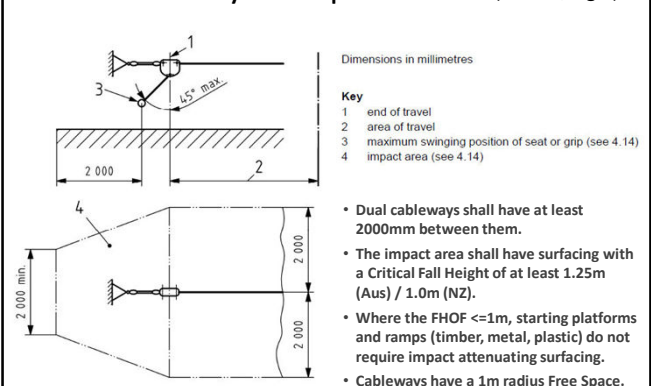 1
3
45° max.
2 000
2
4
2 000 min.
2 000
2 000
Dimensions in millimetres
Key
1 end of travel
2 area of travel
3 maximum swinging position of seat or grip (see 4.14)
4 impact area (see 4.14)
• Dual cableways shall have at least
2000mm between them.
• The impact area shall have surfacing with
a Critical Fall Height of at least 1.25m
(Aus) / 1.0m (NZ).
• Where the FHOF <=1m, starting platforms
and ramps (timber, metal, plastic) do not
require impact attenuating surfacing.
• Cableways have a 1m radius Free Space.